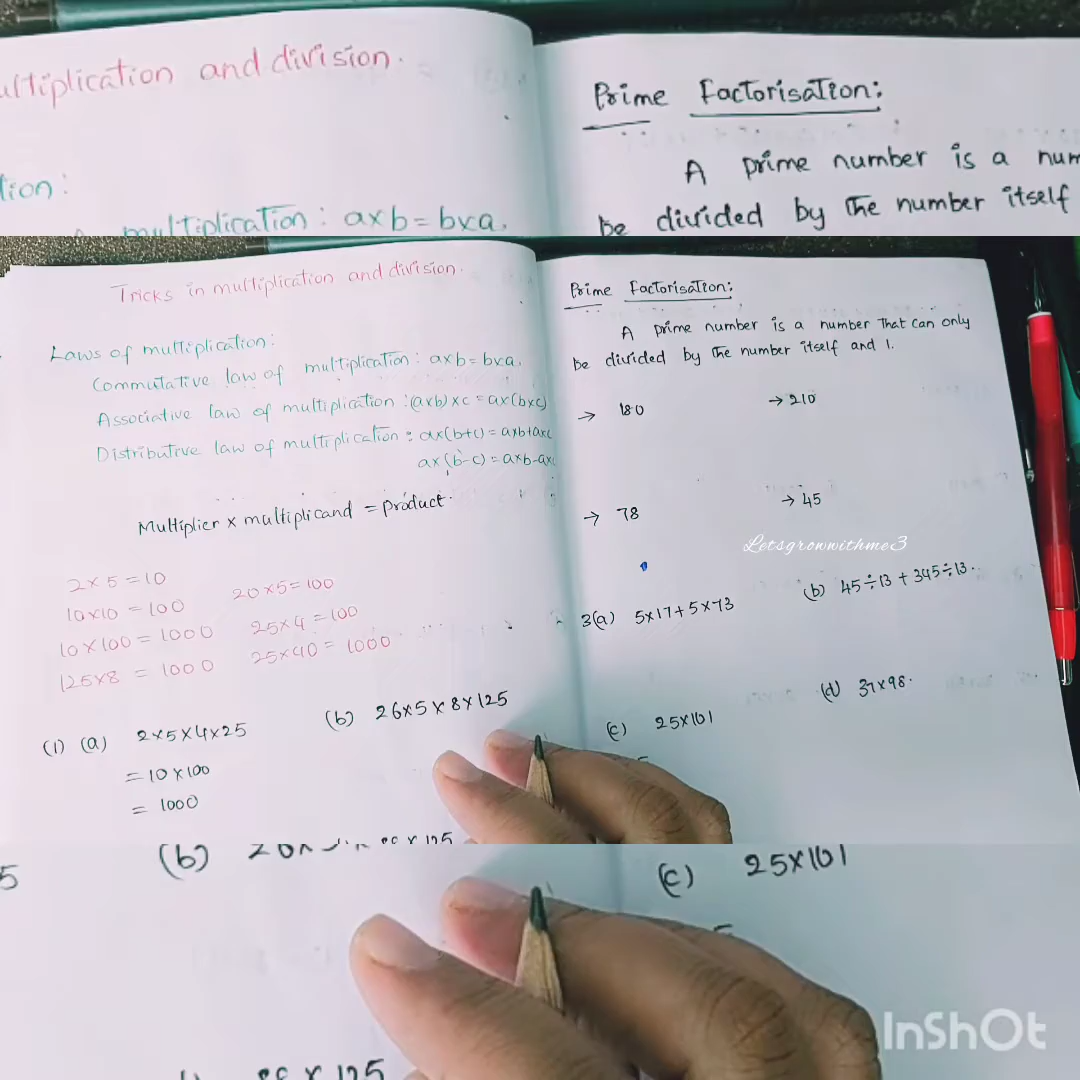 ultiplication and division.
Prime Factorisation:
A prime number is a num
tion:
be divided by the number itself
multiplication: a×b = b×a.
Tricks in multiplication and division.
Laws of multiplication:
Commutative law of multiplication: a×b = b×a.
Associative law of multiplication: (a×b)×c = a×(b×c)
Distributive law of multiplication: a×(b+c) = a×b+a×c
a×(b-c) = a×b-a×c
Multiplier × multiplicand = product.
2×5 = 10
10×10 = 100
20×5 = 100
10×100 = 1000
25×4 = 100
125×8 = 1000
25×40 = 1000
(1) (a) 2×5×4×25
= 10×100
= 1000
(b) 26×5×8×125
Prime Factorisation:
A prime number is a number that can only
be divided by the number itself and 1.
→ 180
→ 210
→ 78
→ 45
Letsgrowwithme3
3(a) 5×17+5×73
(b) 45÷13 + 345÷13.
(c) 25×101
(d) 37×98.
5
(b)
×125
(c) 25×101
×125
InShOt